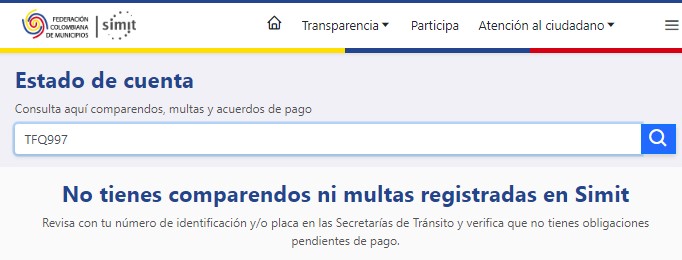 FEDERACIÓN
COLOMBIANA
DE MUNICIPIOS
simit
Transparencia
Participa
Atención al ciudadano
Estado de cuenta
Consulta aquí comparendos, multas y acuerdos de pago
TFQ997
No tienes comparendos ni multas registradas en Simit
Revisa con tu número de identificación y/o placa en las Secretarías de Tránsito y verifica que no tienes obligaciones
pendientes de pago.